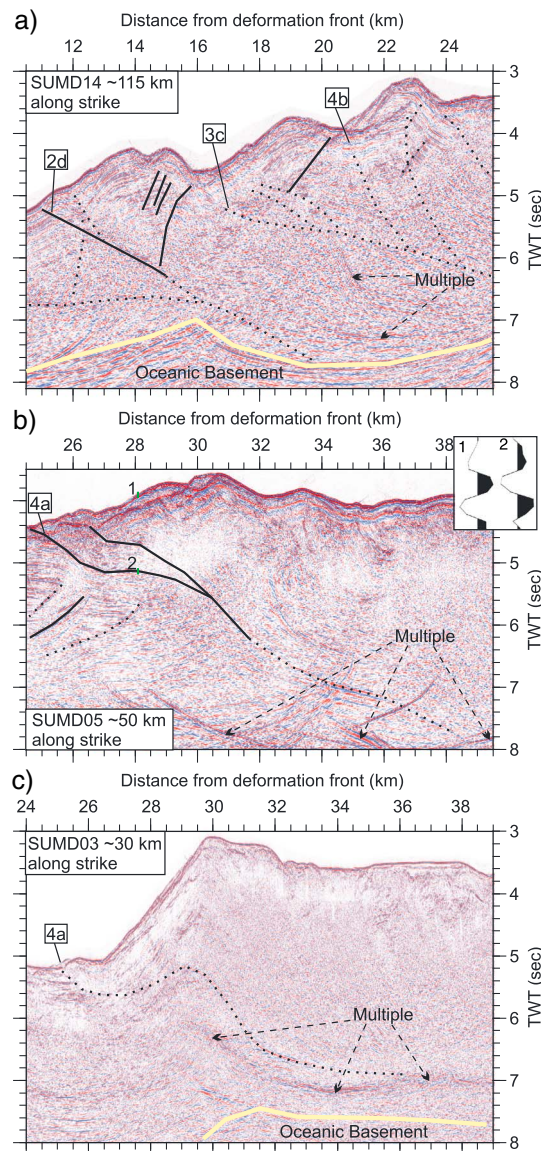 a)
Distance from deformation front (km)
12 14 16 18 20 22 24
SUMD14 ~115 km
along strike
4b
3c
2d
Multiple
Oceanic Basement
3
4
5
6
7
8
TWT (sec)
b)
Distance from deformation front (km)
26 28 30 32 34 36 38
1 2
4a
1
2
Multiple
SUMD05 ~50 km
along strike
5
6
7
8
TWT (sec)
c)
Distance from deformation front (km)
24 26 28 30 32 34 36 38
SUMD03 ~30 km
along strike
4a
Multiple
Oceanic Basement
3
4
5
6
7
8
TWT (sec)